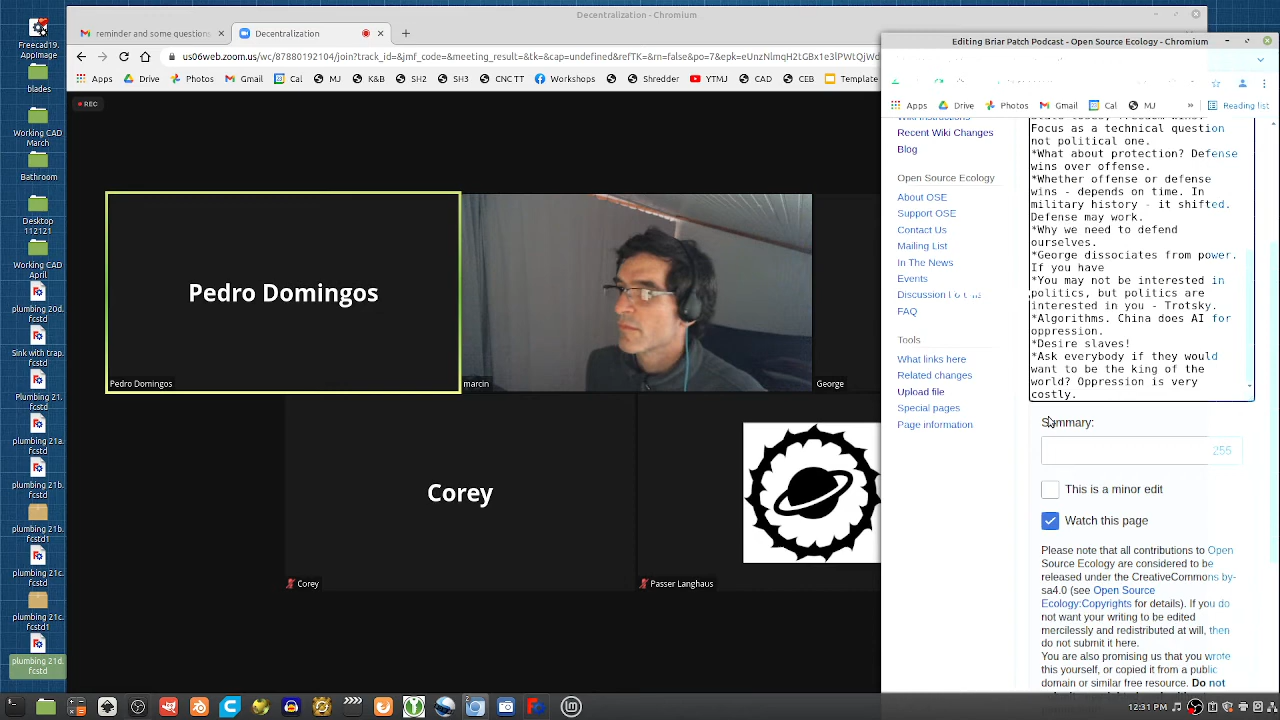 Decentralization - Chromium
reminder and some questions
Decentralization
us06web.zoom.us/wc/87880192104/join?track_id=&jmf_code=&meeting_result=&tk=&cap=undefined&refTK=&rn=false&po=7&epk=
Apps Drive Photos Gmail Cal MJ K&B SH2 SH3 CNC TT Workshops Shredder YTMJ CAD CEB Template
REC
Pedro Domingos
Pedro Domingos
marcin
George
Corey
Corey
Passer Langhaus
Freecad19.
blades
Working CAD
March
Bathroom
Desktop
112121
Working CAD
April
plumbing 20d.
fcstd
Sink with trap.
fcstd
Plumbing 21.
fcstd
plumbing 21a.
fcstd
plumbing 21b.
fcstd
plumbing 21b.
fcstd1
plumbing 21c.
fcstd
plumbing 21c.
fcstd1
plumbing 21d.
fcstd
Editing Briar Patch Podcast - Open Source Ecology - Chromium
Apps Drive Photos Gmail Cal MJ » Reading list
Recent Wiki Changes
Blog
Open Source Ecology
About OSE
Support OSE
Contact Us
Mailing List
In The News
Events
FAQ
Tools
What links here
Related changes
Upload file
Special pages
Page information
Focus as a technical question
not political one.
*What about protection? Defense
wins over offense.
*Whether offense or defense
wins - depends on time. In
military history - it shifted.
Defense may work.
*Why we need to defend
ourselves.
*George dissociates from power.
If you have
*You may not be interested in
politics, but politics are
interested in you - Trotsky.
*Algorithms. China does AI for
oppression.
*Desire slaves!
*Ask everybody if they would
want to be the king of the
world? Oppression is very
costly.
Summary:
255
This is a minor edit
Watch this page
Please note that all contributions to Open
Source Ecology are considered to be
released under the CreativeCommons by-
sa4.0 (see Open Source
Ecology:Copyrights for details). If you do
not want your writing to be edited
mercilessly and redistributed at will, then
do not submit it here.
You are also promising us that you wrote
this yourself, or copied it from a public
domain or similar free resource. Do not
12:31 PM